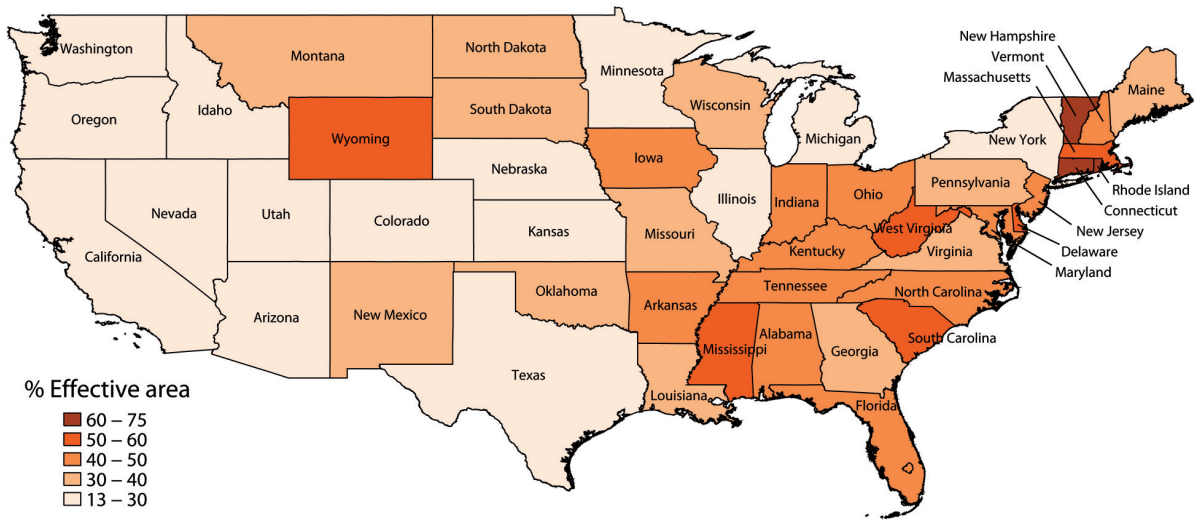 New Hampshire
Vermont
Massachusetts
Washington
Montana
North Dakota
Minnesota
Maine
Oregon
Idaho
South Dakota
Wisconsin
Wyoming
Michigan
New York
Iowa
Nebraska
Pennsylvania
Rhode Island
Nevada
Utah
Colorado
Illinois
Indiana
Ohio
Connecticut
Kansas
Missouri
West Virginia
New Jersey
California
Kentucky
Virginia
Delaware
Maryland
Tennessee
North Carolina
Oklahoma
Arkansas
Arizona
New Mexico
Alabama
South Carolina
Mississippi
Georgia
Texas
Louisiana
Florida
% Effective area
60 – 75
50 – 60
40 – 50
30 – 40
13 – 30